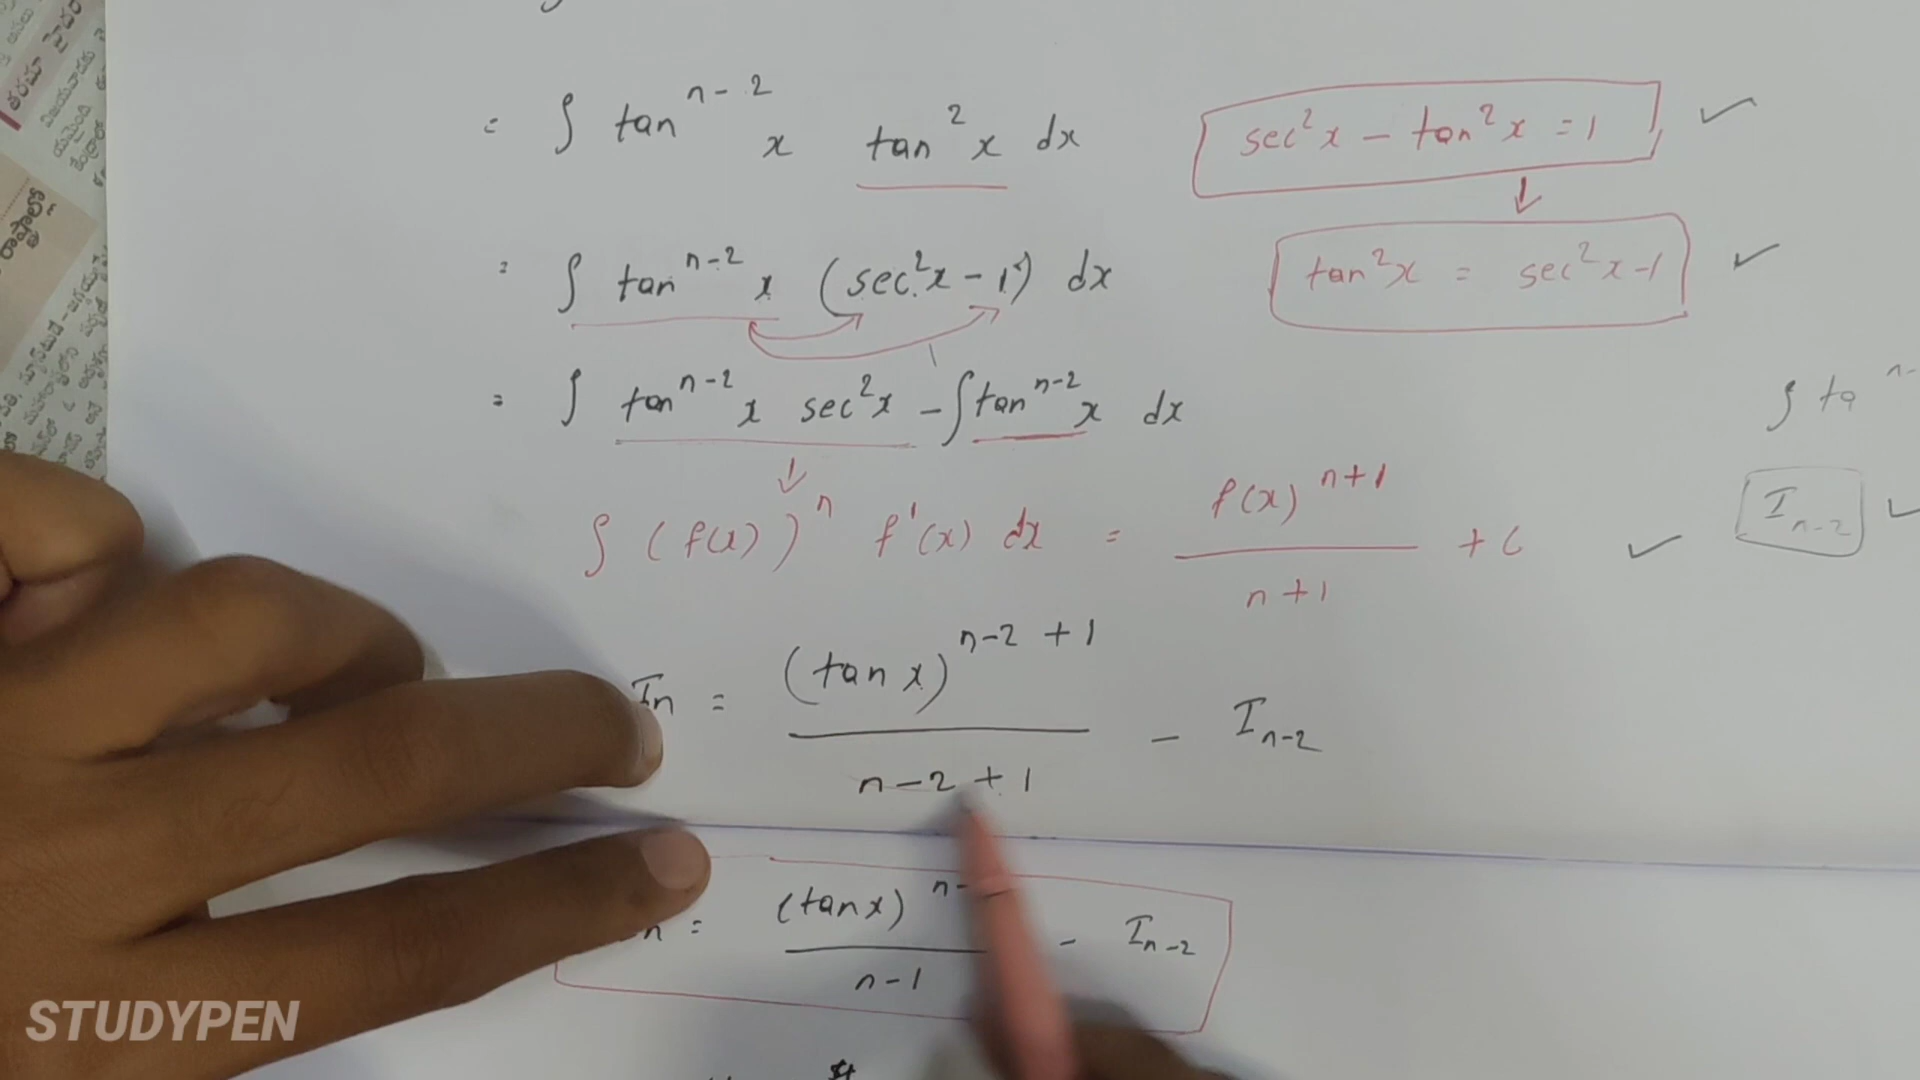 = ∫ tan^{n-2} x tan^2 x dx
sec^2 x - tan^2 x = 1 ✓
= ∫ tan^{n-2} x (sec^2 x - 1) dx
tan^2 x = sec^2 x - 1 ✓
= ∫ tan^{n-2} x sec^2 x - ∫ tan^{n-2} x dx
∫ ta n-
∫ (f(x))^n f'(x) dx = f(x)^{n+1} / n+1 + c ✓
I_{n-2} ✓
In = (tan x)^{n-2+1} / n-2+1 - I_{n-2}
n = (tan x)^{n- / n-1 - I_{n-2}
STUDYPEN